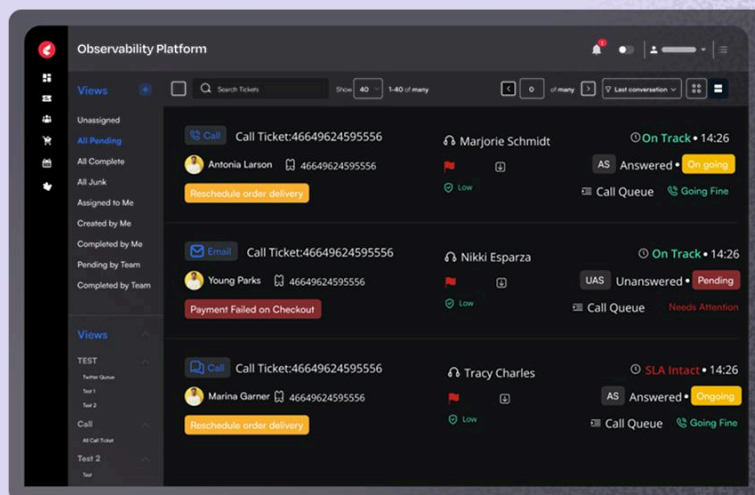 Observability Platform
Views
Search Tickets
Show 40
1-40 of many
0 of many
Last conversation
Unassigned
All Pending
All Complete
All Junk
Assigned to Me
Created by Me
Completed by Me
Pending by Team
Completed by Team
Views
TEST
Twitter Queue
Test 1
Test 2
Call
All Call Ticket
Test 2
Test
Call
Call Ticket:46649624595556
Marjorie Schmidt
On Track • 14:26
Antonia Larson
46649624595556
AS Answered • On going
Reschedule order delivery
Low
Call Queue
Going Fine
Email
Call Ticket:46649624595556
Nikki Esparza
On Track • 14:26
Young Parks
46649624595556
UAS Unanswered • Pending
Payment Failed on Checkout
Low
Call Queue
Needs Attention
Call
Call Ticket:46649624595556
Tracy Charles
SLA Intact • 14:26
Marina Garner
46649624595556
AS Answered • Ongoing
Reschedule order delivery
Low
Call Queue
Going Fine